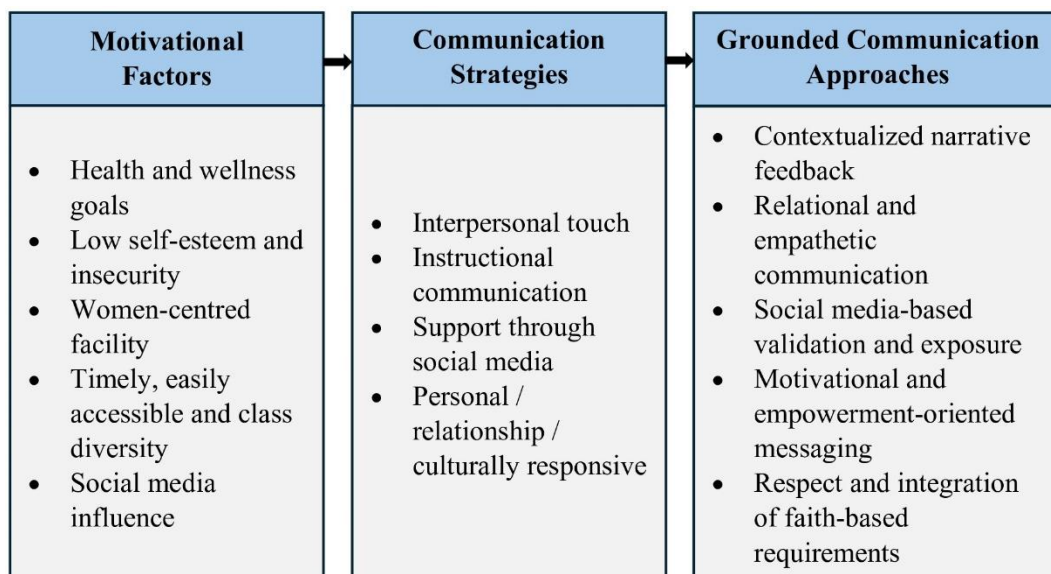 Motivational
Factors
• Health and wellness
goals
• Low self-esteem and
insecurity
• Women-centred
facility
• Timely, easily
accessible and class
diversity
• Social media
influence
Communication
Strategies
• Interpersonal touch
• Instructional
communication
• Support through
social media
• Personal /
relationship /
culturally responsive
Grounded Communication
Approaches
• Contextualized narrative
feedback
• Relational and
empathetic
communication
• Social media-based
validation and exposure
• Motivational and
empowerment-oriented
messaging
• Respect and integration
of faith-based
requirements